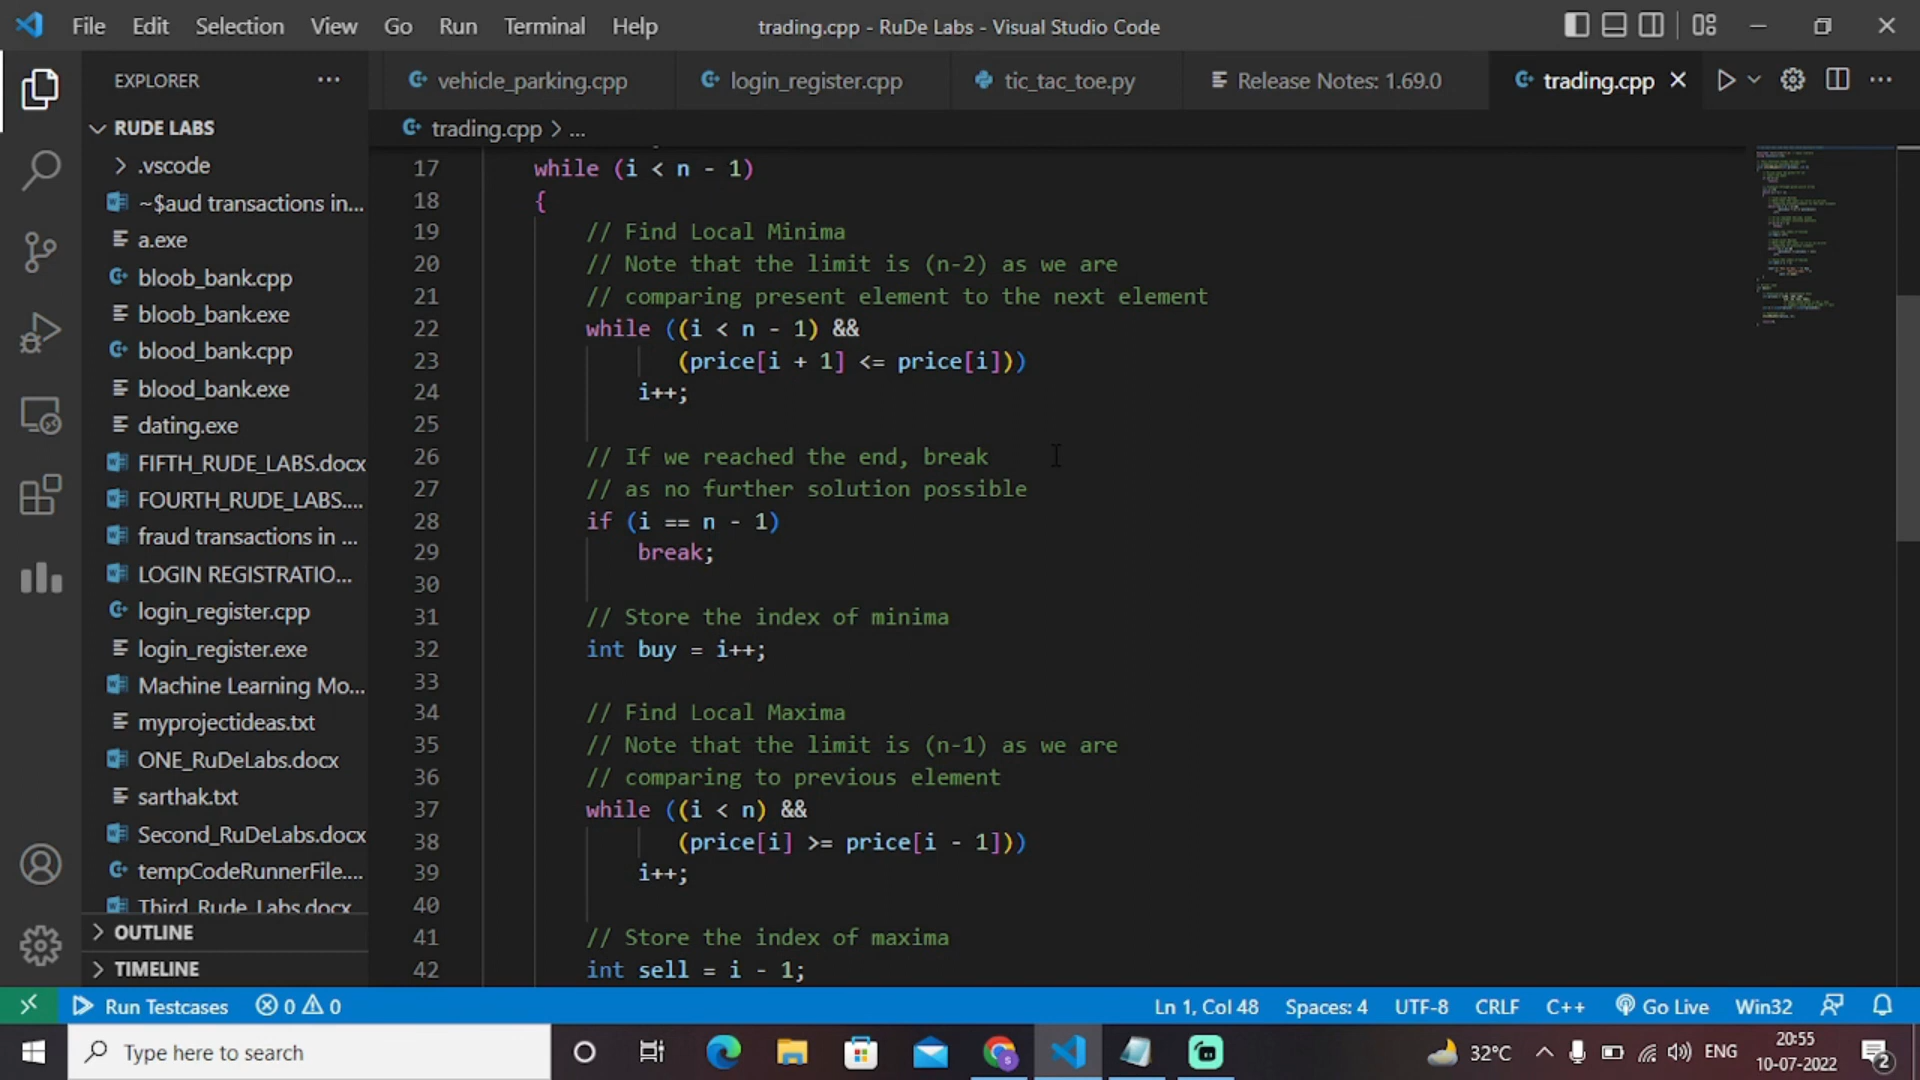 File Edit Selection View Go Run Terminal Help
trading.cpp - RuDe Labs - Visual Studio Code
EXPLORER
vehicle_parking.cpp
login_register.cpp
tic_tac_toe.py
Release Notes: 1.69.0
trading.cpp
RUDE LABS
.vscode
~$aud transactions in...
a.exe
bloob_bank.cpp
bloob_bank.exe
blood_bank.cpp
blood_bank.exe
dating.exe
FIFTH_RUDE_LABS.docx
FOURTH_RUDE_LABS....
fraud transactions in ...
LOGIN REGISTRATIO...
login_register.cpp
login_register.exe
Machine Learning Mo...
myprojectideas.txt
ONE_RuDeLabs.docx
sarthak.txt
Second_RuDeLabs.docx
tempCodeRunnerFile....
Third_Rude_Labs.docx
OUTLINE
TIMELINE
trading.cpp > ...
17 while (i < n - 1)
18 {
19 // Find Local Minima
20 // Note that the limit is (n-2) as we are
21 // comparing present element to the next element
22 while ((i < n - 1) &&
23 (price[i + 1] <= price[i]))
24 i++;
25
26 // If we reached the end, break
27 // as no further solution possible
28 if (i == n - 1)
29 break;
30
31 // Store the index of minima
32 int buy = i++;
33
34 // Find Local Maxima
35 // Note that the limit is (n-1) as we are
36 // comparing to previous element
37 while ((i < n) &&
38 (price[i] >= price[i - 1]))
39 i++;
40
41 // Store the index of maxima
42 int sell = i - 1;
Run Testcases 0 0 Ln 1, Col 48 Spaces: 4 UTF-8 CRLF C++ Go Live Win32
Type here to search
32°C ENG
20:55
10-07-2022
2